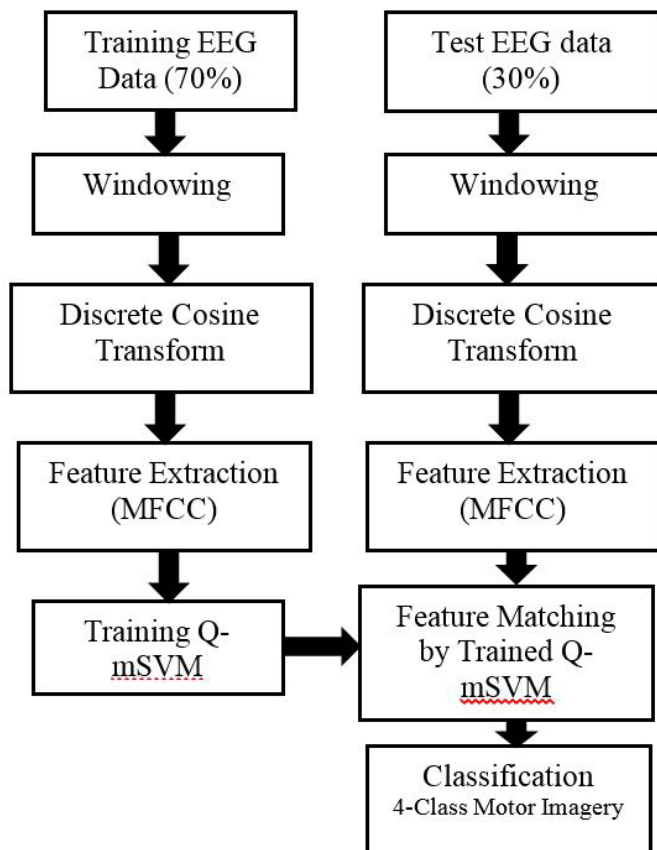 Training EEG
Data (70%)
Windowing
Discrete Cosine
Transform
Feature Extraction
(MFCC)
Training Q-
mSVM
Test EEG data
(30%)
Windowing
Discrete Cosine
Transform
Feature Extraction
(MFCC)
Feature Matching
by Trained Q-
mSVM
Classification
4-Class Motor Imagery